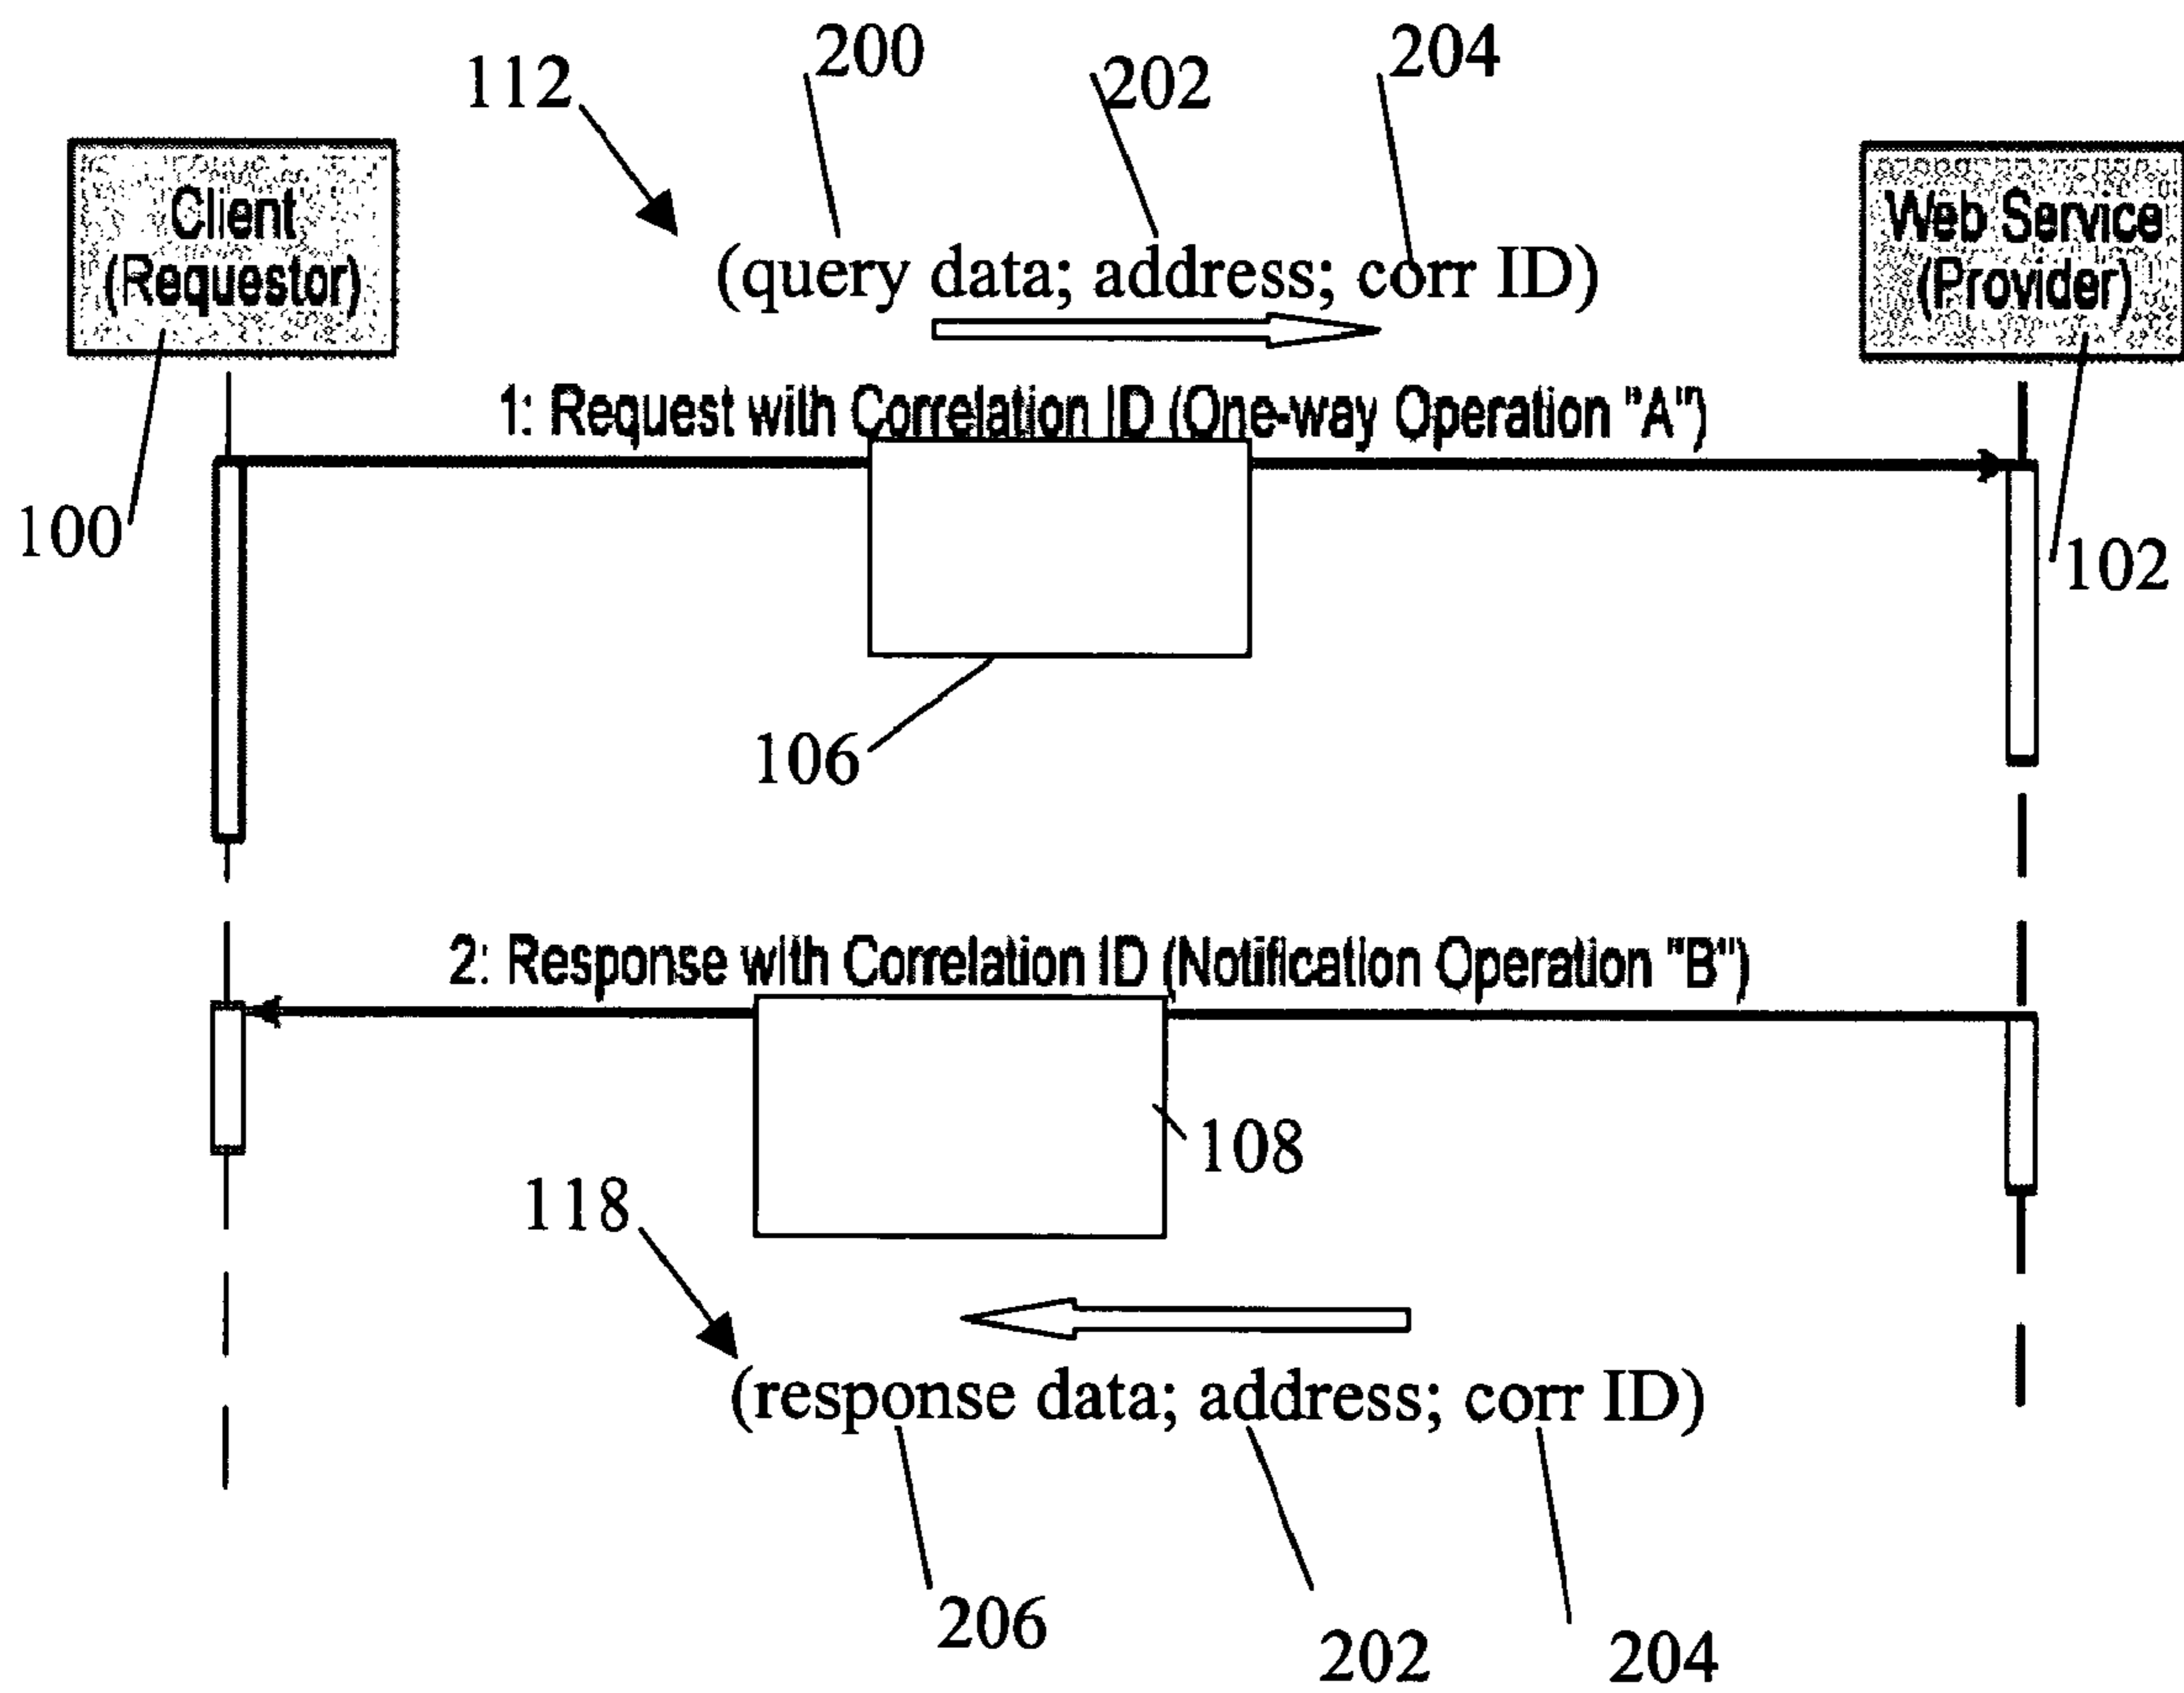 200
202
204
112
Client
(Requestor)
Web Service
(Provider)
(query data; address; corr ID)
1: Request with Correlation ID (One-way Operation "A")
100
102
106
2: Response with Correlation ID (Notification Operation "B")
108
118
(response data; address; corr ID)
206
202
204